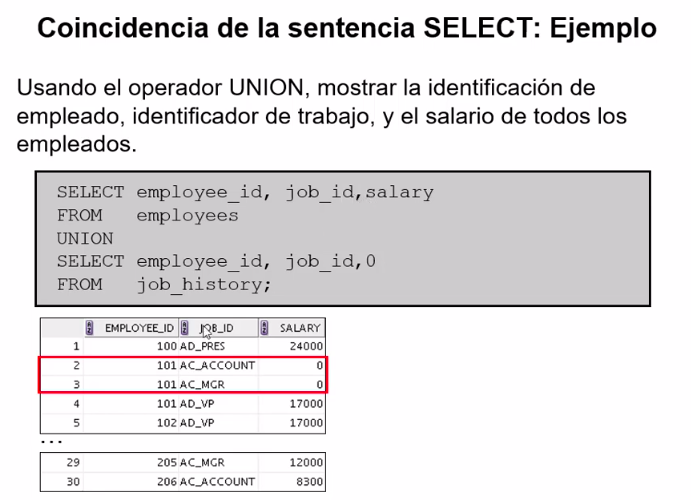 Coincidencia de la sentencia SELECT: Ejemplo
Usando el operador UNION, mostrar la identificación de
empleado, identificador de trabajo, y el salario de todos los
empleados.
SELECT employee_id, job_id,salary
FROM employees
UNION
SELECT employee_id, job_id,0
FROM job_history;
EMPLOYEE_ID JOB_ID SALARY
1 100 AD_PRES 24000
2 101 AC_ACCOUNT 0
3 101 AC_MGR 0
4 101 AD_VP 17000
5 102 AD_VP 17000
...
29 205 AC_MGR 12000
30 206 AC_ACCOUNT 8300